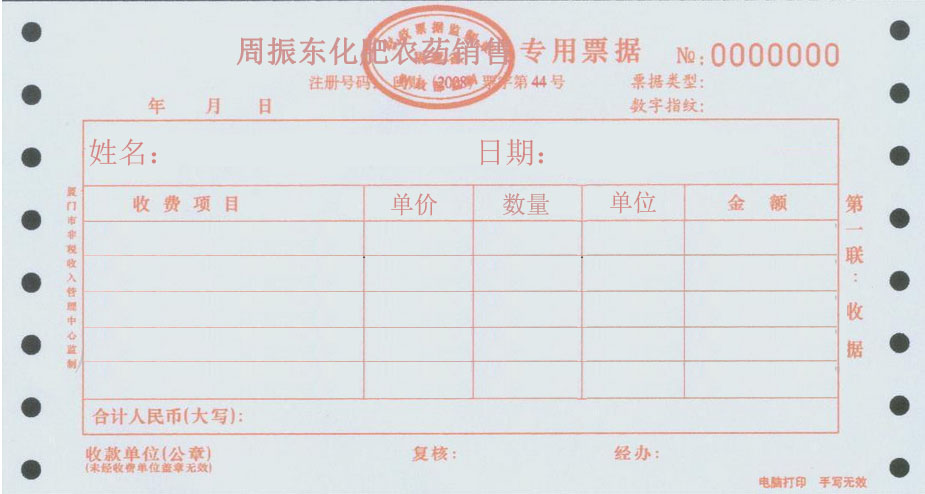 周振东化肥农药销售 专用票据 №:0000000
注册号码: (2008) 票字第 44 号 票据类型:
年 月 日 数字指纹:
姓名: 日期:
收 费 项 目 单价 数量 单位 金 额
合计人民币(大写):
收款单位(公章) 复核: 经办:
(未经收费单位盖章无效)
电脑打印 手写无效
厦门市非税收入管理中心监制
第一联:收据
票据监制